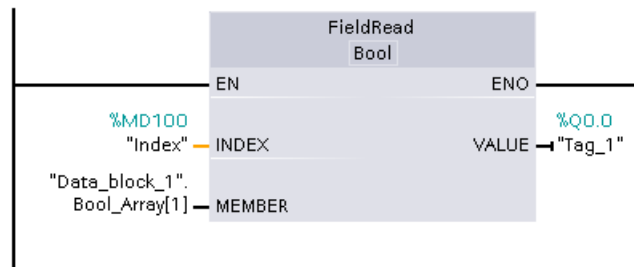 FieldRead
Bool
EN ENO
%MD100 %Q0.0
"Index" INDEX VALUE "Tag_1"
"Data_block_1".
Bool_Array[1] MEMBER